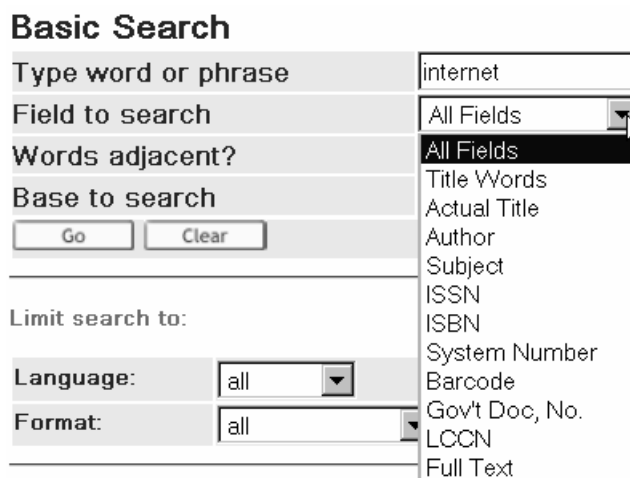 Basic Search
Type word or phrase internet
Field to search All Fields
Words adjacent?
Base to search
Go Clear
All Fields
Title Words
Actual Title
Author
Subject
ISSN
ISBN
System Number
Barcode
Gov't Doc, No.
LCCN
Full Text
Limit search to:
Language: all
Format: all